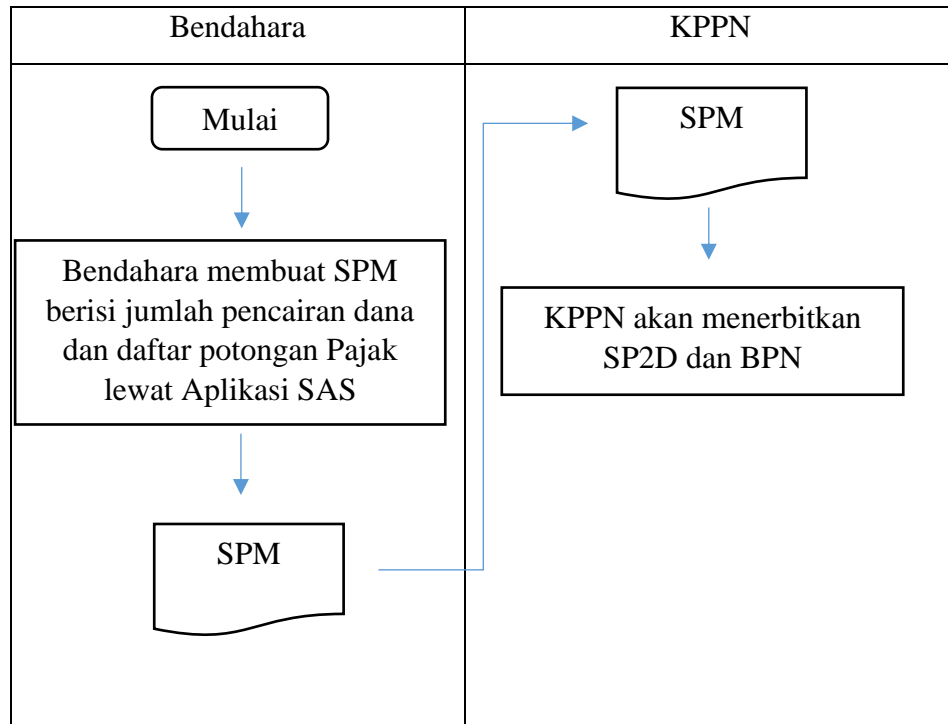 Bendahara
KPPN
Mulai
Bendahara membuat SPM
berisi jumlah pencairan dana
dan daftar potongan Pajak
lewat Aplikasi SAS
SPM
SPM
KPPN akan menerbitkan
SP2D dan BPN